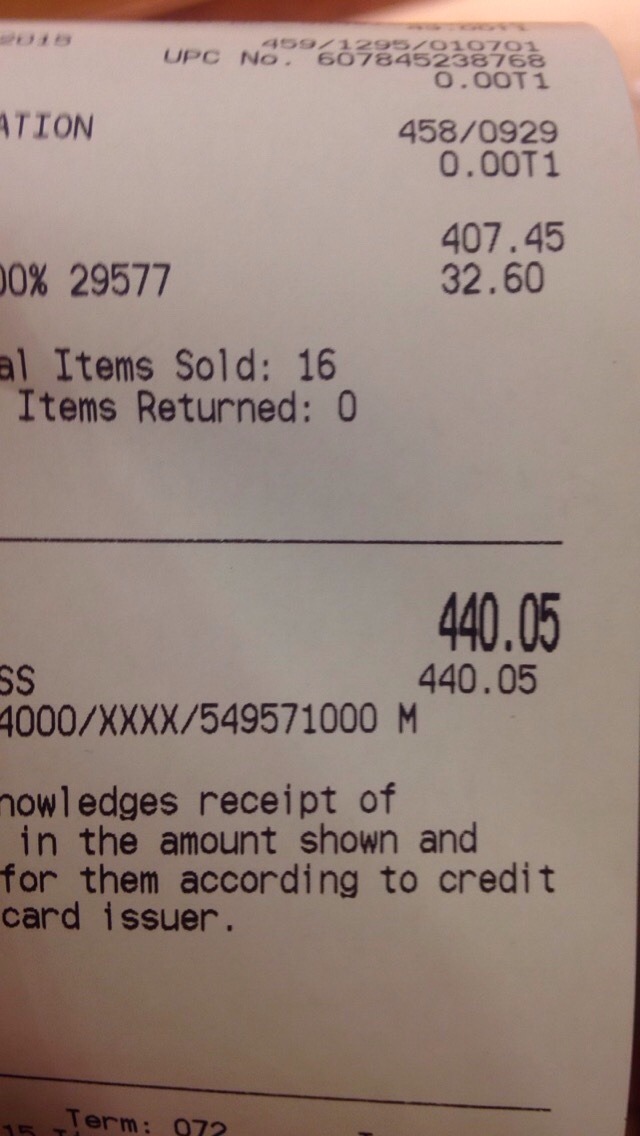 2018 459/1295/010701
UPC No. 607845238768
0.00T1
ATION 458/0929
0.00T1
407.45
00% 29577 32.60
al Items Sold: 16
Items Returned: 0
440.05
SS 440.05
4000/XXXX/549571000 M
nowledges receipt of
in the amount shown and
for them according to credit
card issuer.
Term: 072